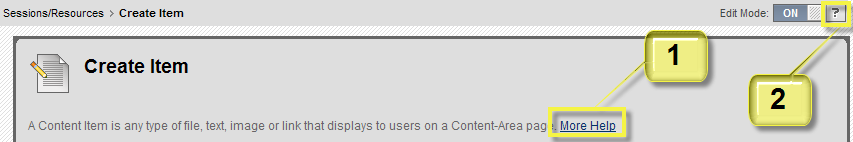 Sessions/Resources > Create Item Edit Mode: ON ?
1
Create Item
2
A Content Item is any type of file, text, image or link that displays to users on a Content-Area page. More Help